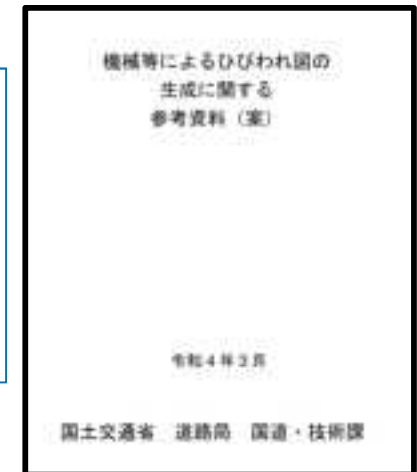 機械等によるひびわれ図の
生成に関する
参考資料（案）
令和4年3月
国土交通省 道路局 国道・技術課